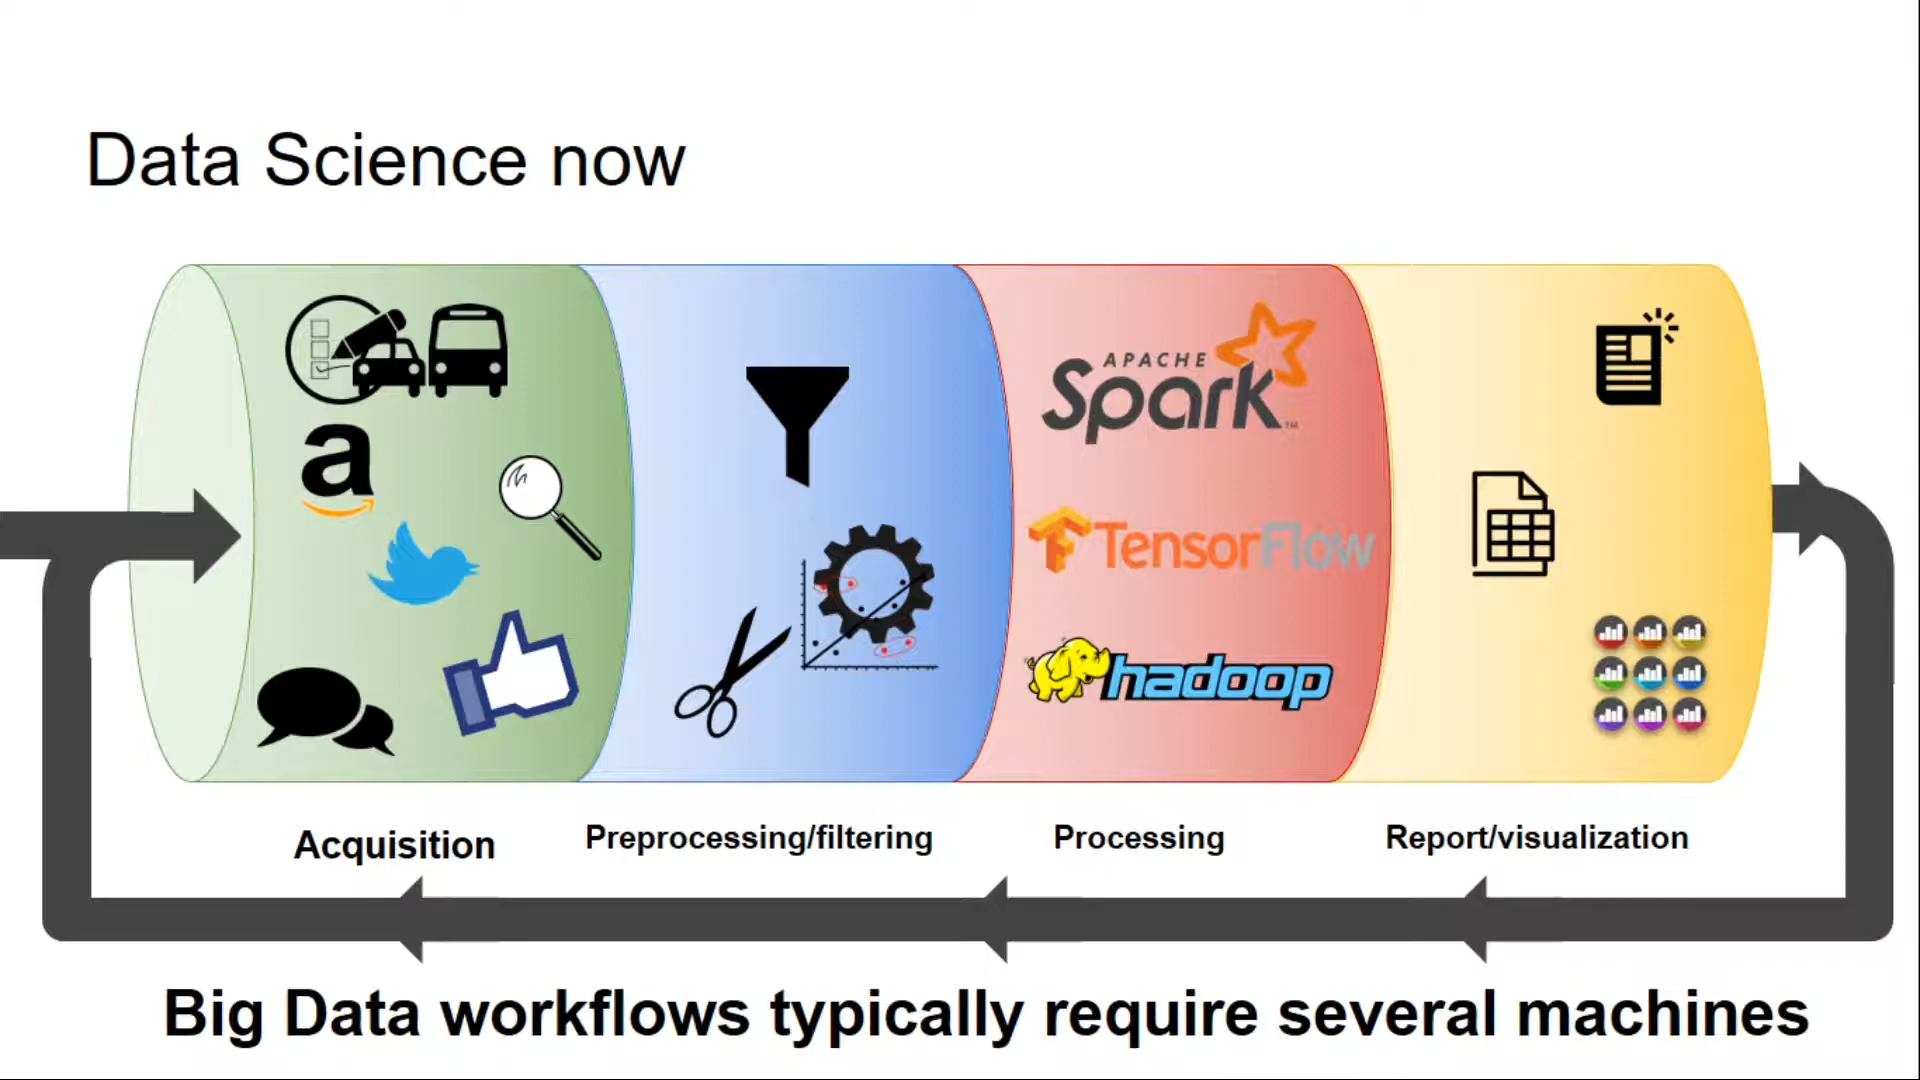 Data Science now
a
APACHE
Spark™
TensorFlow
hadoop
Acquisition
Preprocessing/filtering
Processing
Report/visualization
Big Data workflows typically require several machines